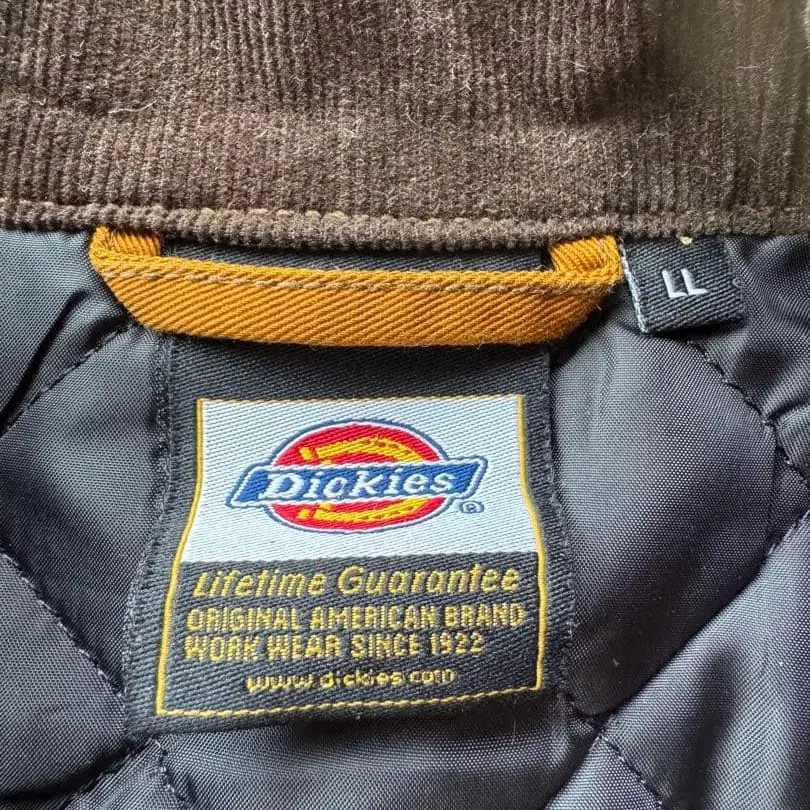 LL
Dickies®
Lifetime Guarantee
ORIGINAL AMERICAN BRAND
WORK WEAR SINCE 1922
www.dickies.com